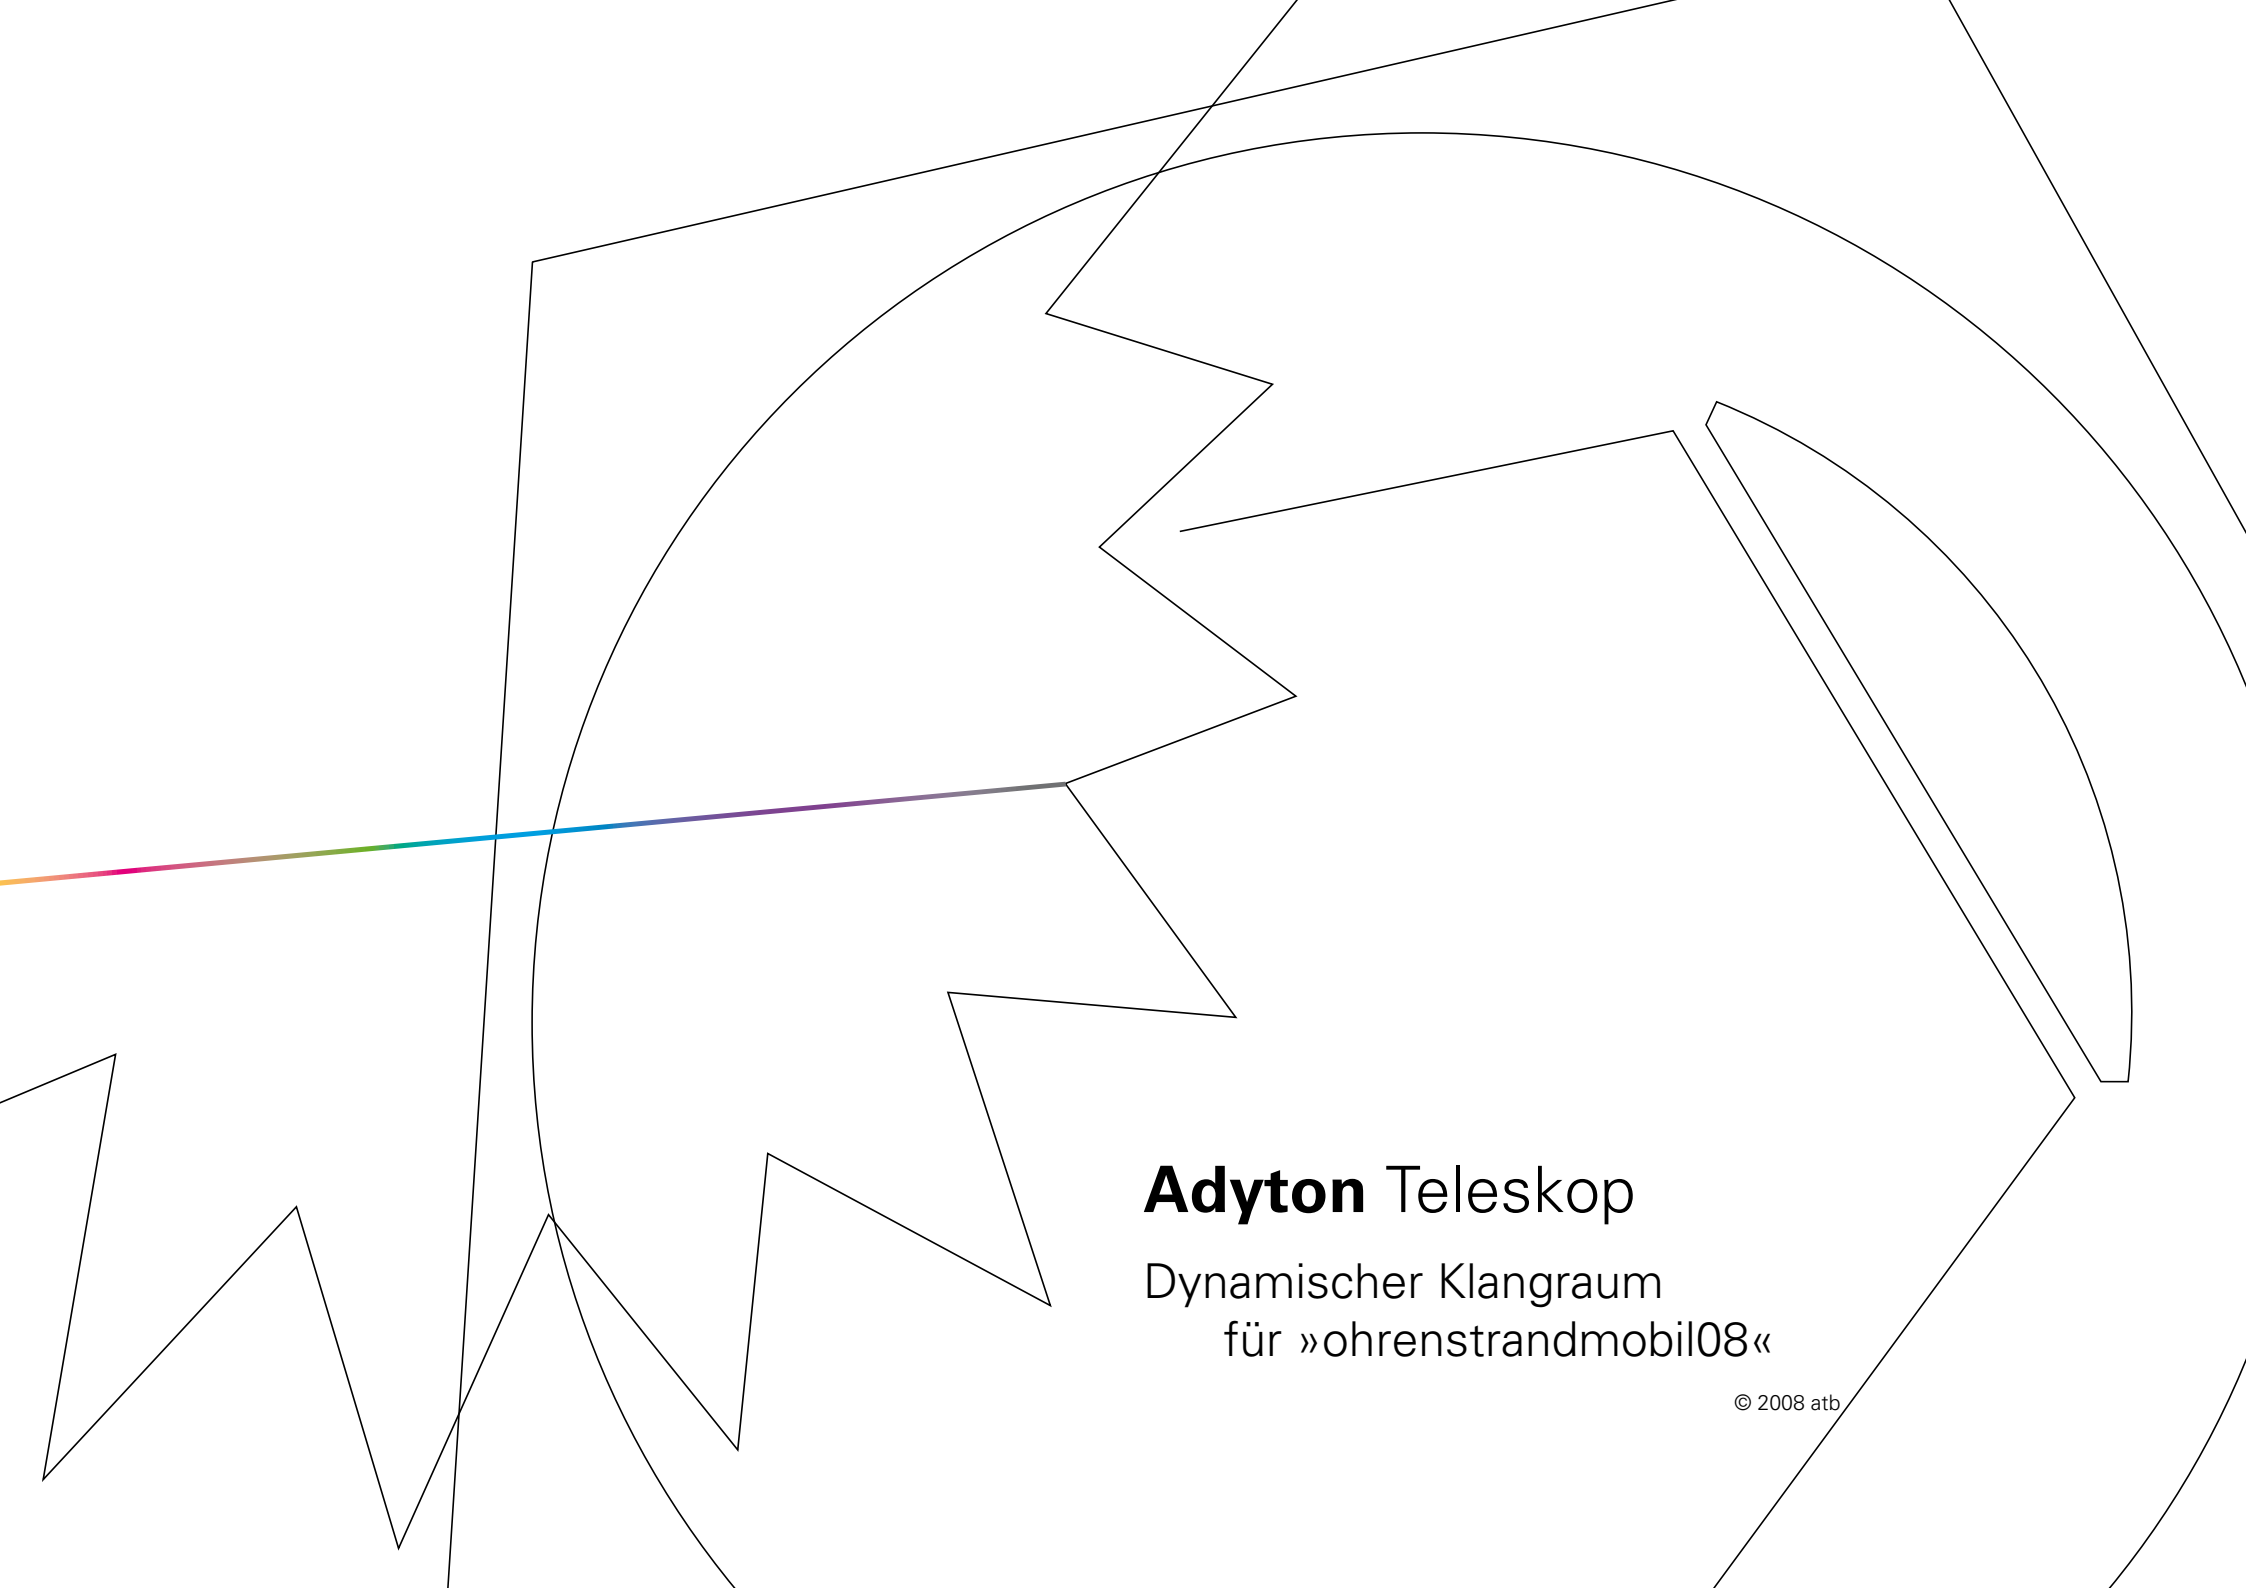 Adyton Teleskop
Dynamischer Klangraum
für »ohrenstrandmobil08«
© 2008 atb